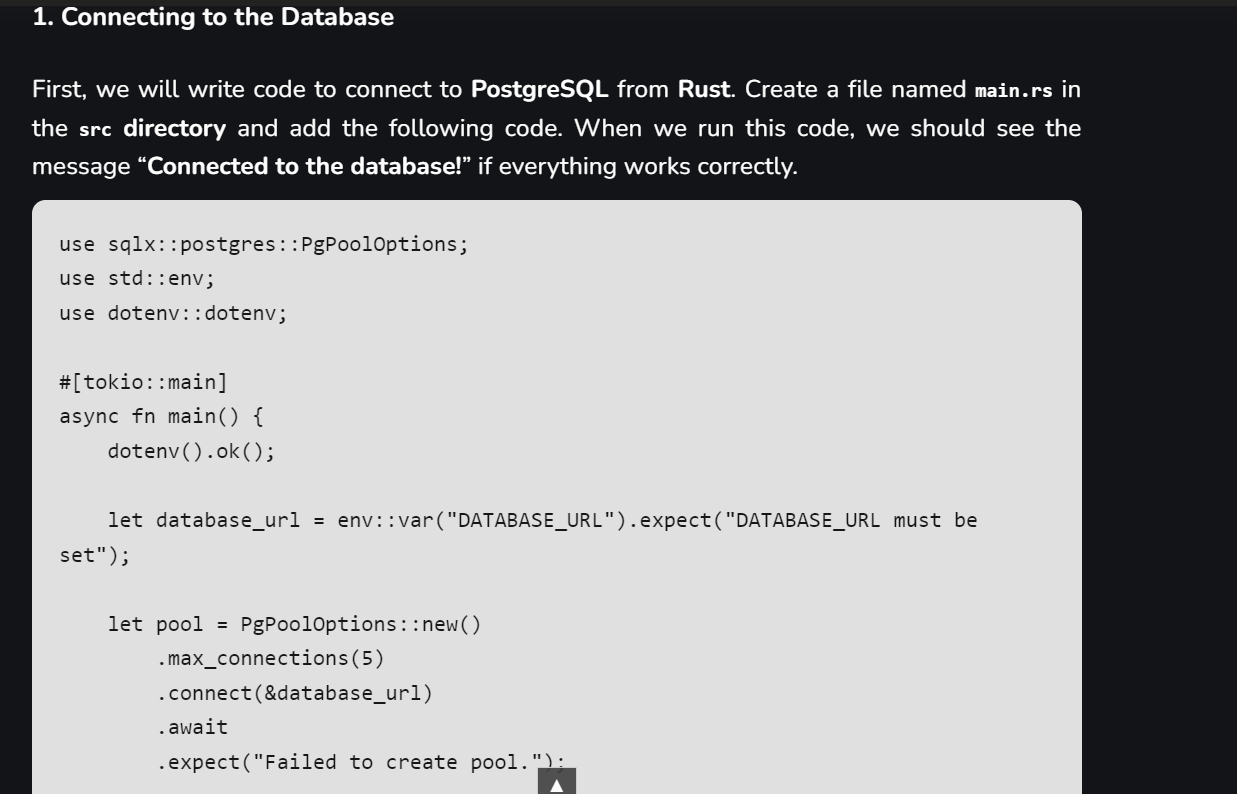 1. Connecting to the Database
First, we will write code to connect to PostgreSQL from Rust. Create a file named main.rs in
the src directory and add the following code. When we run this code, we should see the
message “Connected to the database!” if everything works correctly.
use sqlx::postgres::PgPoolOptions;
use std::env;
use dotenv::dotenv;
#[tokio::main]
async fn main() {
    dotenv().ok();
    let database_url = env::var("DATABASE_URL").expect("DATABASE_URL must be
set");
    let pool = PgPoolOptions::new()
        .max_connections(5)
        .connect(&database_url)
        .await
        .expect("Failed to create pool.");